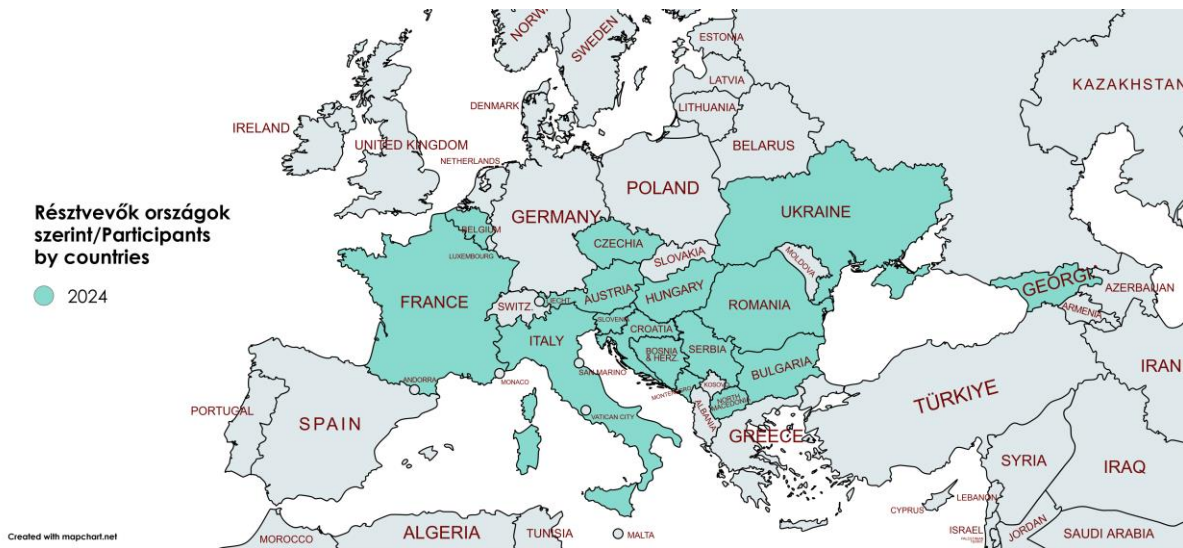 NORW
SWEDEN
ESTONIA
LATVIA
LITHUANIA
DENMARK
KAZAKHSTAN
IRELAND
UNITED KINGDOM
NETHERLANDS
BELARUS
POLAND
GERMANY
UKRAINE
BELGIUM
CZECHIA
LUXEMBOURG
SLOVAKIA
MOLDOVA
Résztvevők országok
szerint/Participants
by countries
2024
FRANCE
SWITZ.
LIECHT.
AUSTRIA
HUNGARY
ROMANIA
GEORGIA
AZERBAIJAN
ARMENIA
ITALY
SLOVENIA
CROATIA
BOSNIA
& HERZ.
SERBIA
BULGARIA
ANDORRA
MONACO
SAN MARINO
MONTENEGRO
KOSOVO
NORTH
MACEDONIA
VATICAN CITY
ALBANIA
PORTUGAL
SPAIN
GREECE
TÜRKIYE
IRAN
SYRIA
IRAQ
CYPRUS
LEBANON
ISRAEL
JORDAN
SAUDI ARABIA
MOROCCO
ALGERIA
TUNISIA
MALTA
Created with mapchart.net